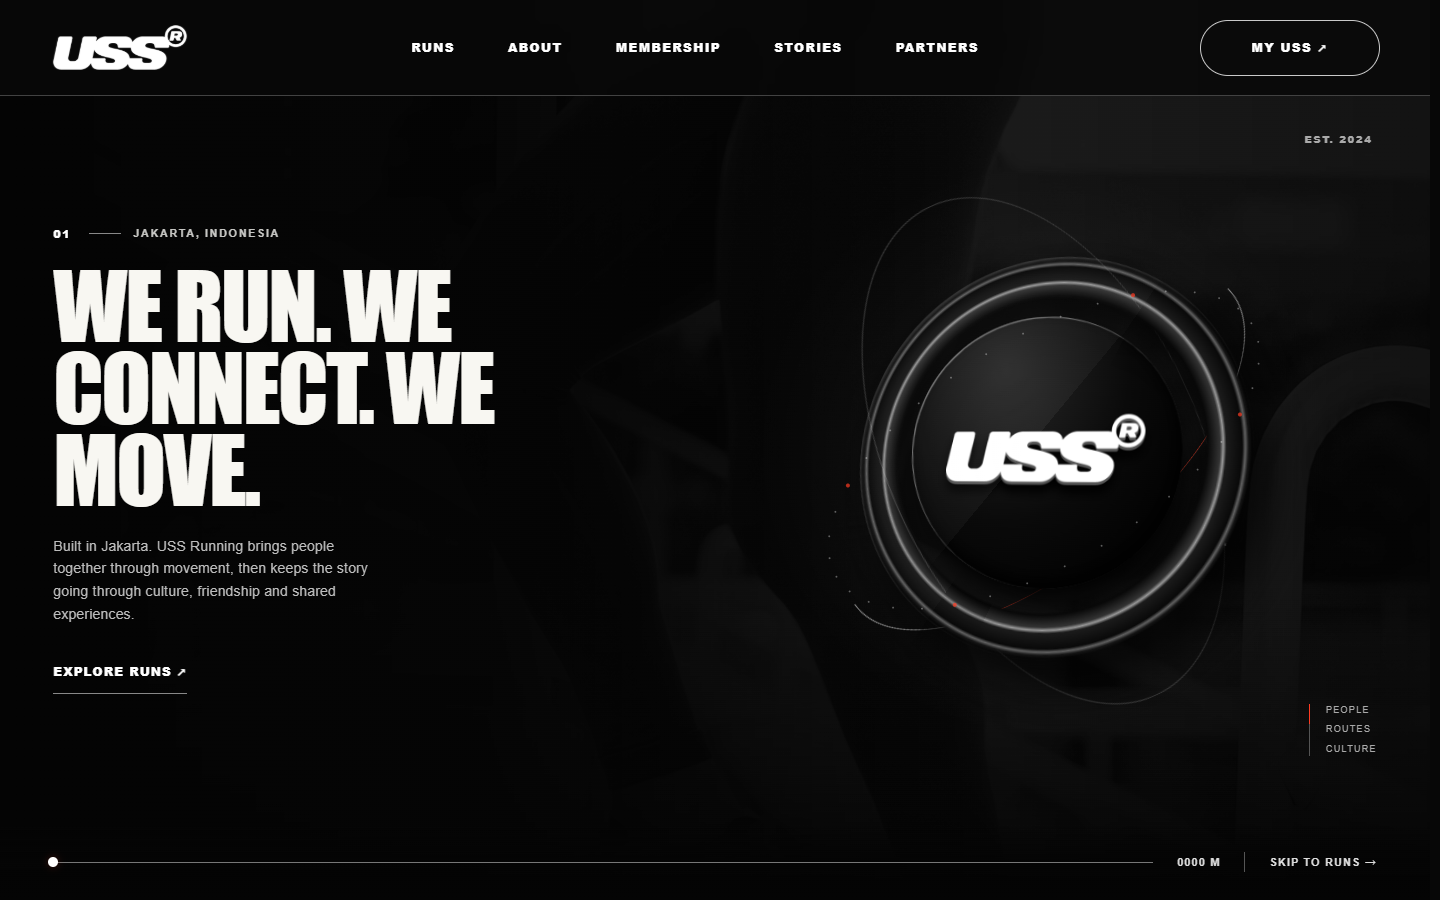 USS®
RUNS
ABOUT
MEMBERSHIP
STORIES
PARTNERS
MY USS ↗
EST. 2024
01
JAKARTA, INDONESIA
WE RUN. WE
CONNECT. WE
MOVE.
Built in Jakarta. USS Running brings people
together through movement, then keeps the story
going through culture, friendship and shared
experiences.
EXPLORE RUNS ↗
USS®
PEOPLE
ROUTES
CULTURE
0000 M
SKIP TO RUNS →